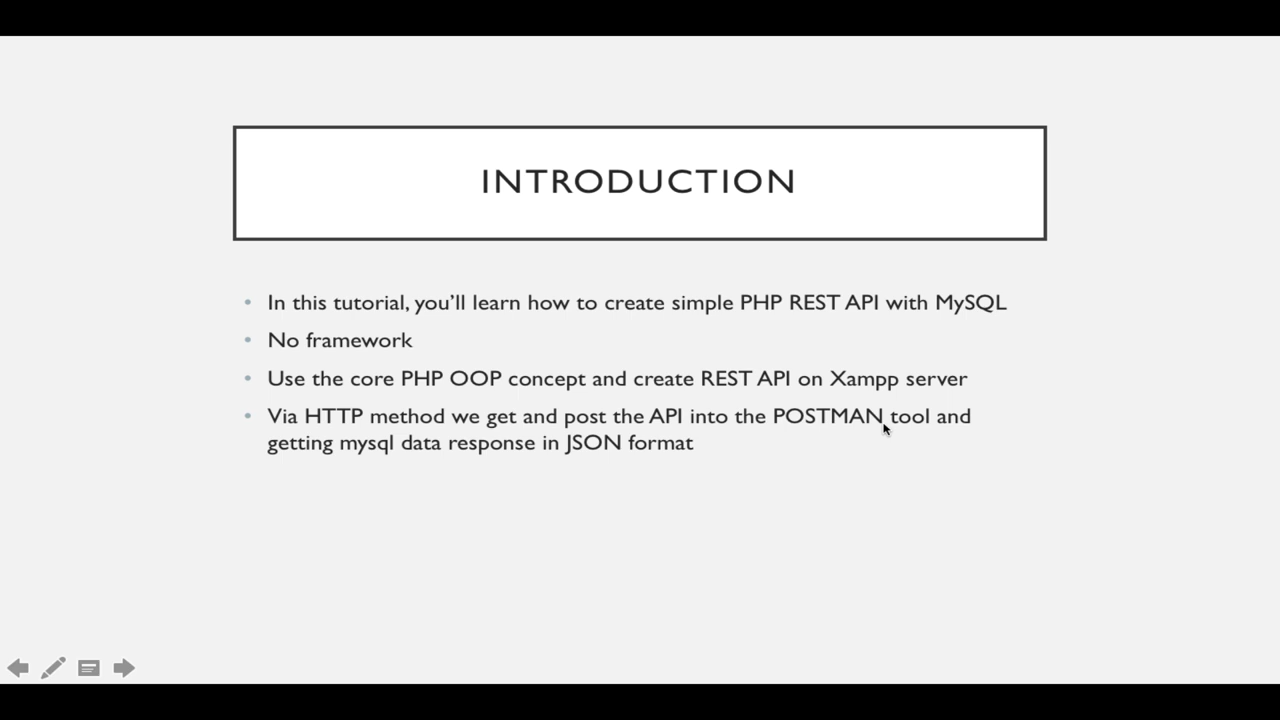 INTRODUCTION
• In this tutorial, you’ll learn how to create simple PHP REST API with MySQL
• No framework
• Use the core PHP OOP concept and create REST API on Xampp server
• Via HTTP method we get and post the API into the POSTMAN tool and
getting mysql data response in JSON format